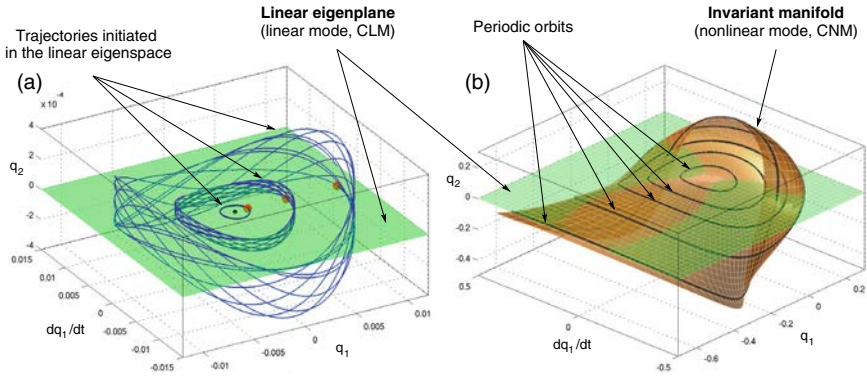 Trajectories initiated
in the linear eigenspace
Linear eigenplane
(linear mode, CLM)
Periodic orbits
Invariant manifold
(nonlinear mode, CNM)
(a)
(b)
x 10⁻⁴
4
2
0
-2
-4
q₂
0.015
0.01
0.005
0
-0.005
-0.01
-0.015
dq₁/dt
-0.01
-0.005
0
0.005
0.01
q₁
0.2
0
-0.2
-0.4
q₂
0.5
0
-0.5
dq₁/dt
-0.6
-0.4
-0.2
0
0.2
q₁